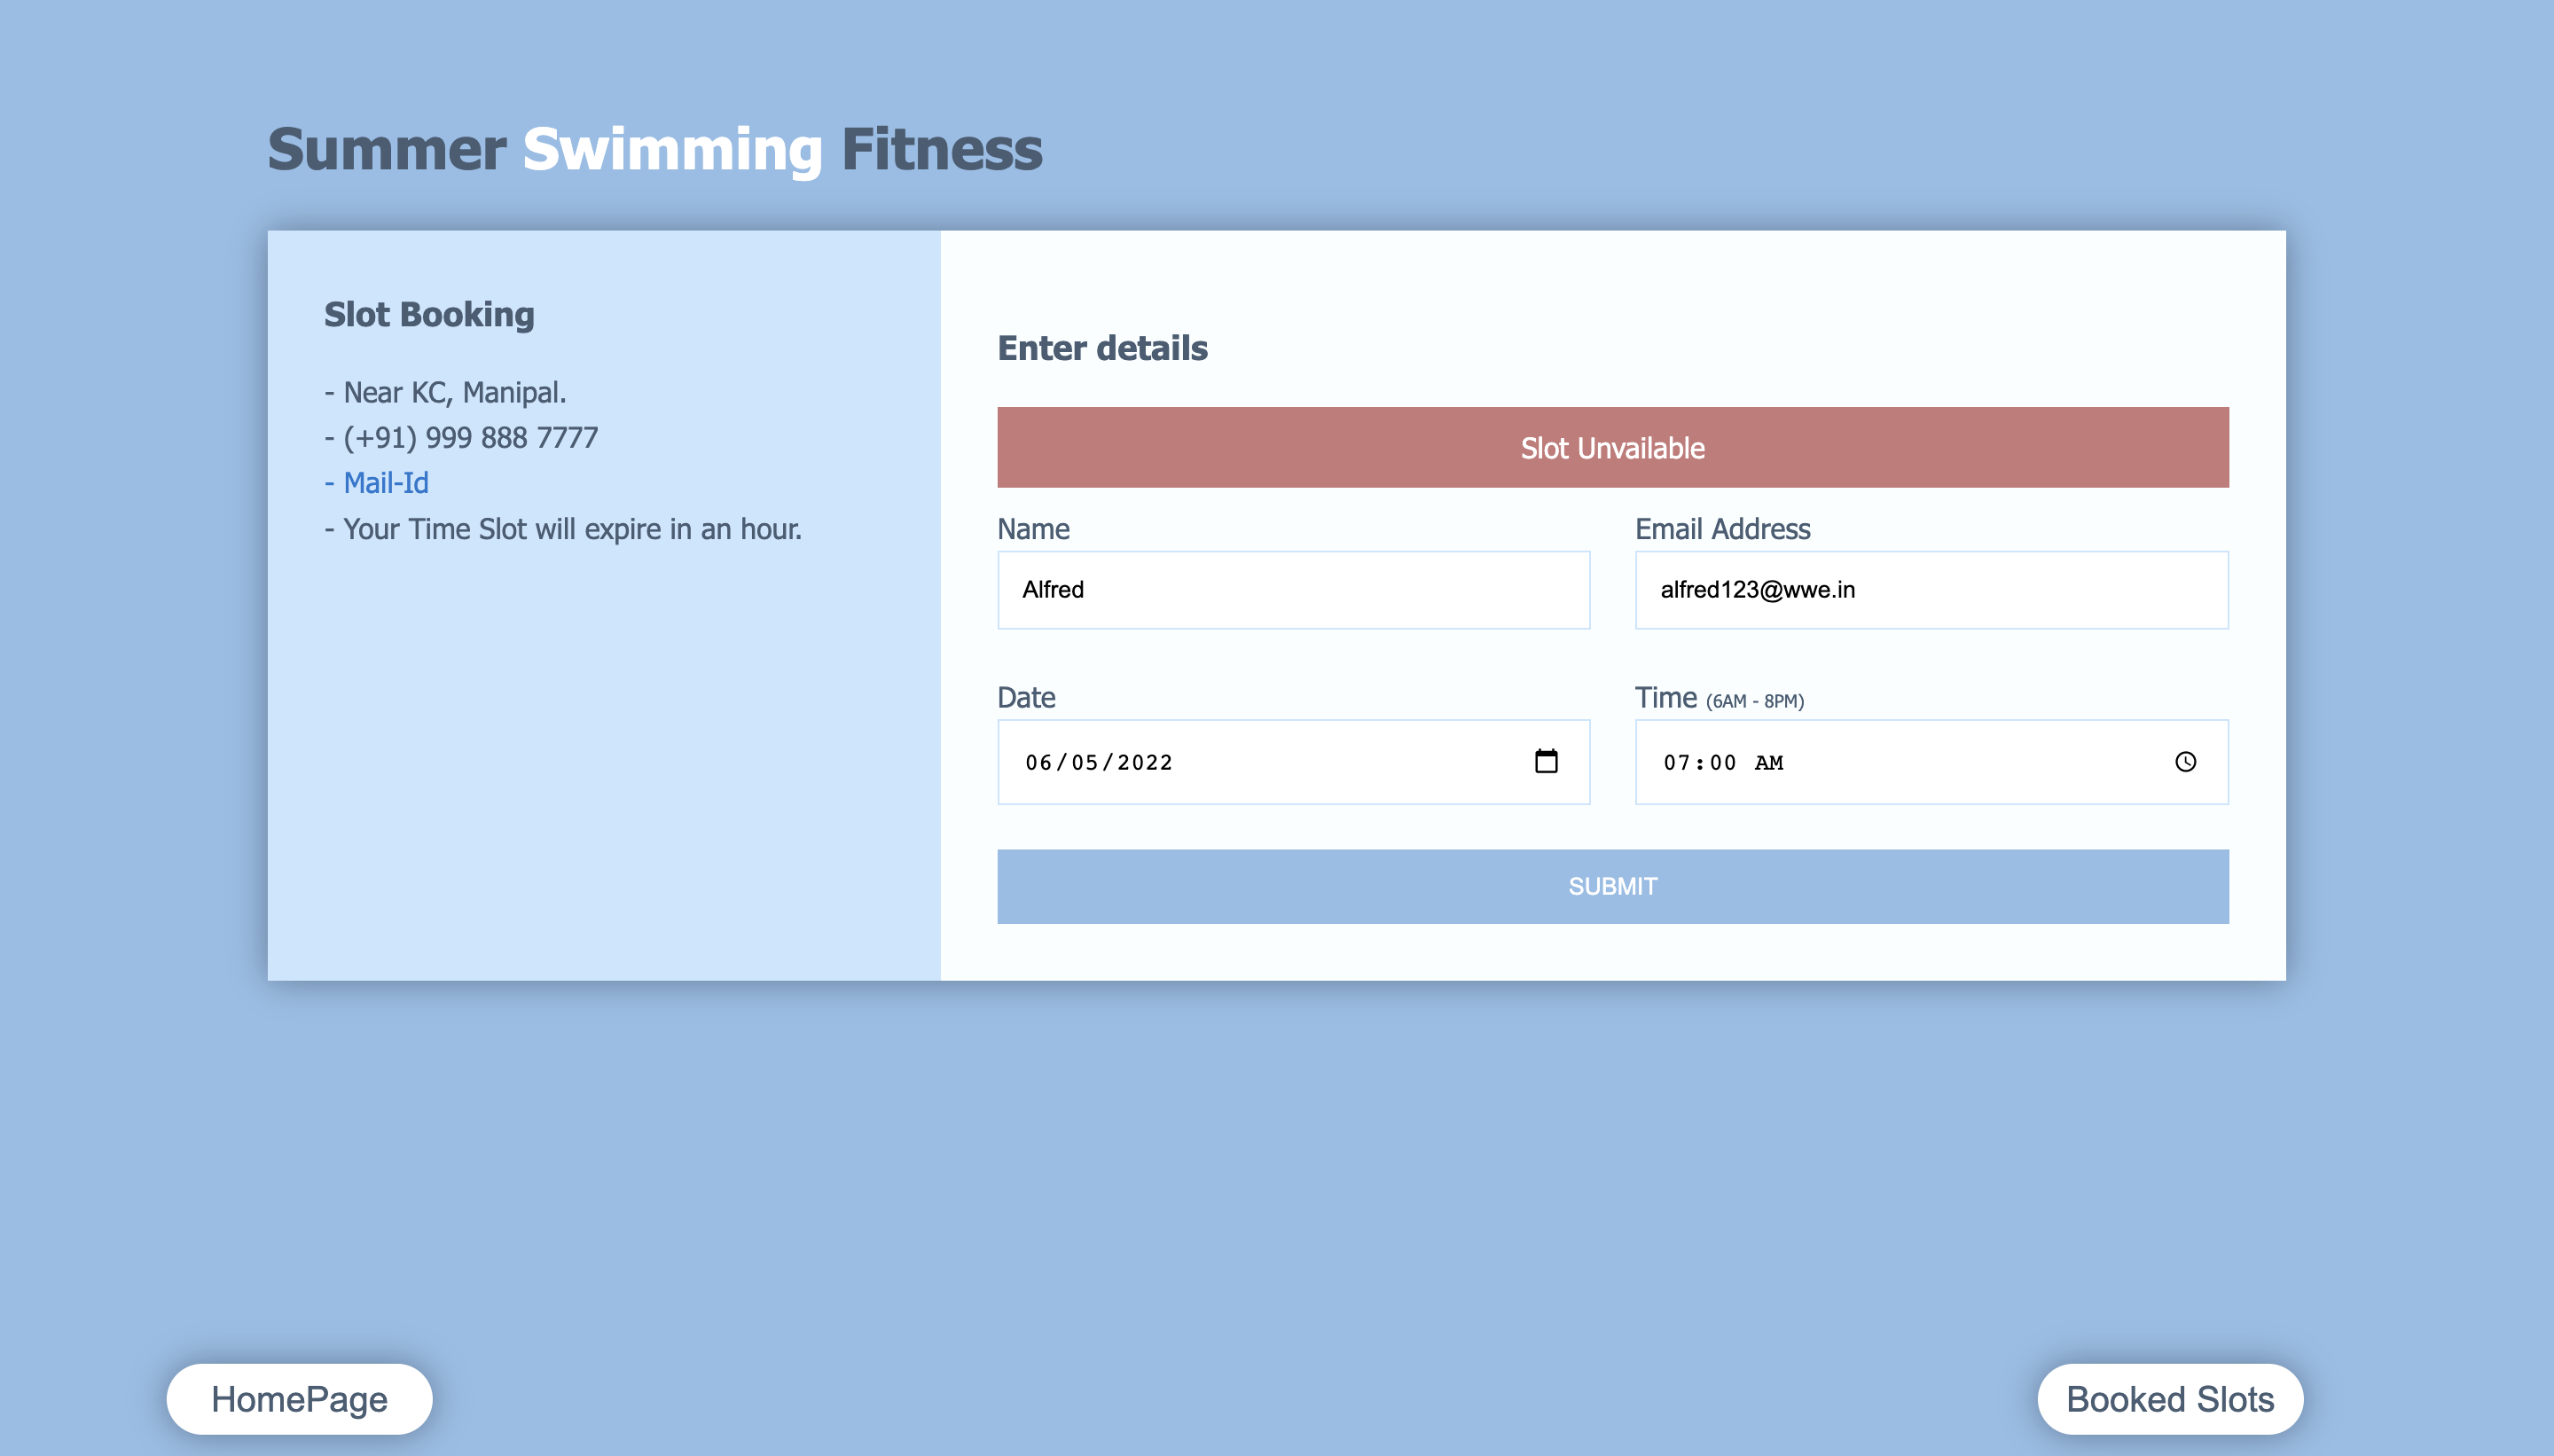 Summer Swimming Fitness
Slot Booking
- Near KC, Manipal.
- (+91) 999 888 7777
- Mail-Id
- Your Time Slot will expire in an hour.
Enter details
Slot Unvailable
Name
Email Address
Alfred
alfred123@wwe.in
Date
Time (6AM - 8PM)
06/05/2022
07:00 AM
SUBMIT
HomePage
Booked Slots